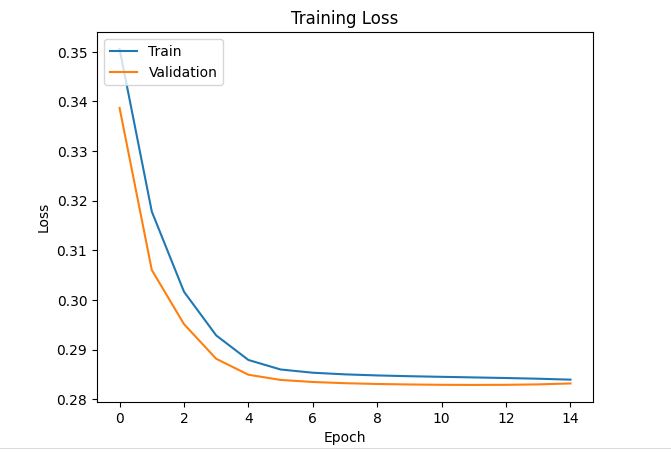 Training Loss
Train
Validation
0.35
0.34
0.33
0.32
0.31
0.30
0.29
0.28
Loss
0 2 4 6 8 10 12 14
Epoch